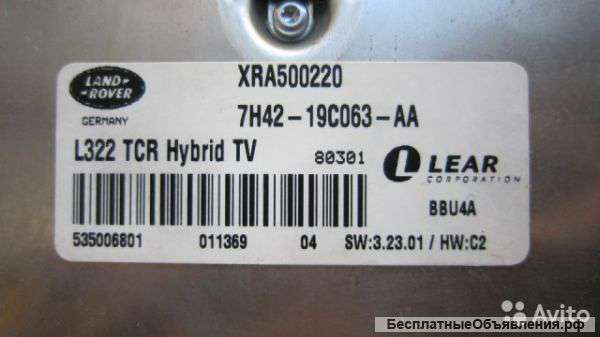 LAND-
-ROVER
GERMANY
XRA500220
7H42-19C063-AA
L322 TCR Hybrid TV
80301
LEAR
CORPORATION
BBU4A
535006801
011369
04
SW:3.23.01 / HW:C2
Avito
БесплатныеОбъявления.рф